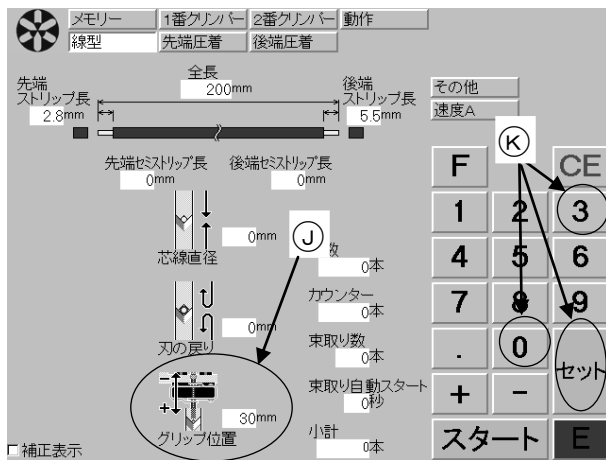 メモリー 1番クリンパー 2番クリンパー 動作
線型 先端圧着 後端圧着
全長
200mm
先端
ストリップ長
2.8mm
後端
ストリップ長
5.5mm
その他
速度A
先端セミストリップ長
0mm
後端セミストリップ長
0mm
芯線直径
0mm
刃の戻り
0mm
- +
グリップ位置
30mm
J
数
0本
カウンター
0本
束取り数
0本
束取り自動スタート
0秒
小計
0本
K
F CE
1 2 3
4 5 6
7 8 9
. 0 セット
+ -
スタート E
補正表示